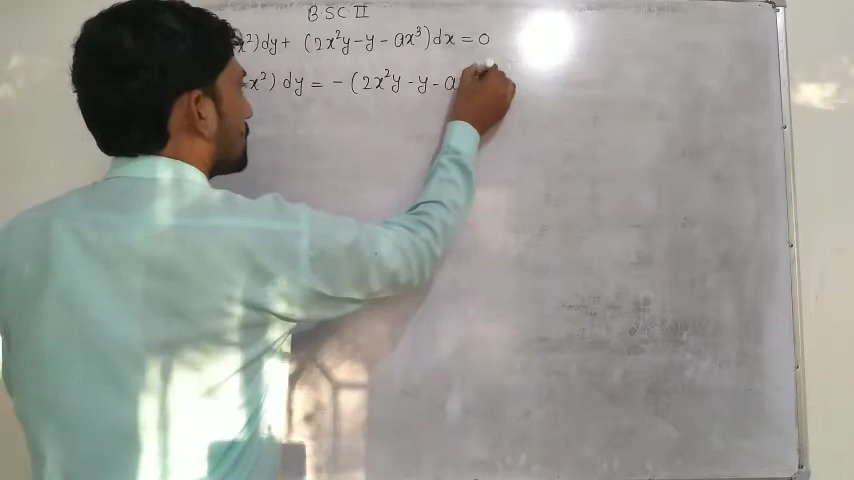 B.SC II
x²)dy + (2x²y - y - ax³)dx = 0
-x²) dy = - (2x²y - y - a